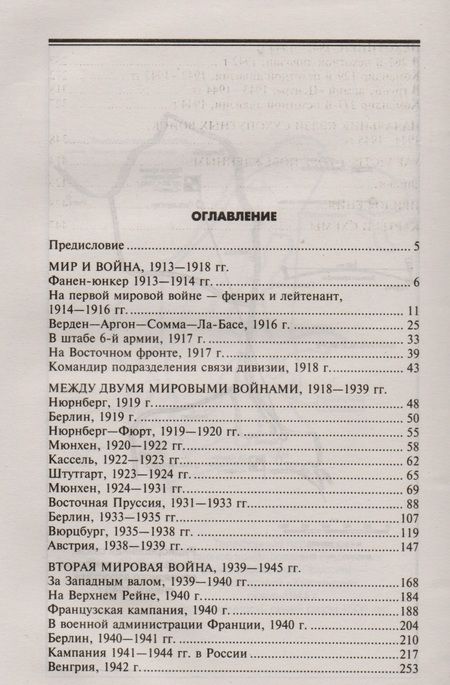 ОГЛАВЛЕНИЕ
Предисловие 5
МИР И ВОЙНА, 1913—1918 гг.
Фанен-юнкер 1913—1914 гг. 6
На первой мировой войне — фенрих и лейтенант,
1914—1916 гг. 11
Верден—Аргон—Сомма—Ла-Басе, 1916 г. 25
В штабе 6-й армии, 1917 г. 33
На Восточном фронте, 1917 г. 39
Командир подразделения связи дивизии, 1918 г. 43
МЕЖДУ ДВУМЯ МИРОВЫМИ ВОЙНАМИ, 1918—1939 гг.
Нюрнберг, 1919 г. 48
Берлин, 1919 г. 50
Нюрнберг—Фюрт, 1919—1920 гг. 55
Мюнхен, 1920—1922 гг. 58
Кассель, 1922—1923 гг. 62
Штутгарт, 1923—1924 гг. 65
Мюнхен, 1924—1931 гг. 69
Восточная Пруссия, 1931—1933 гг. 88
Берлин, 1933—1935 гг. 107
Вюрцбург, 1935—1938 гг. 119
Австрия, 1938—1939 гг. 147
ВТОРАЯ МИРОВАЯ ВОЙНА, 1939—1945 гг.
За Западным валом, 1939—1940 гг. 168
На Верхнем Рейне, 1940 г. 184
Французская кампания, 1940 г. 188
В военной администрации Франции, 1940 г. 204
Берлин, 1940—1941 гг. 210
Кампания 1941—1944 гг. в России 217
Венгрия, 1942 г. 253